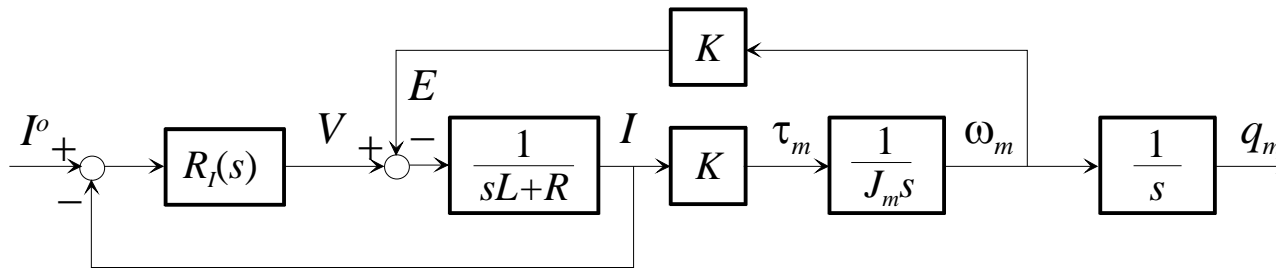 K
E
I^o
+
−
R_I(s)
V
+
−
1
sL+R
I
K
τ_m
1
J_m s
ω_m
1
s
q_m